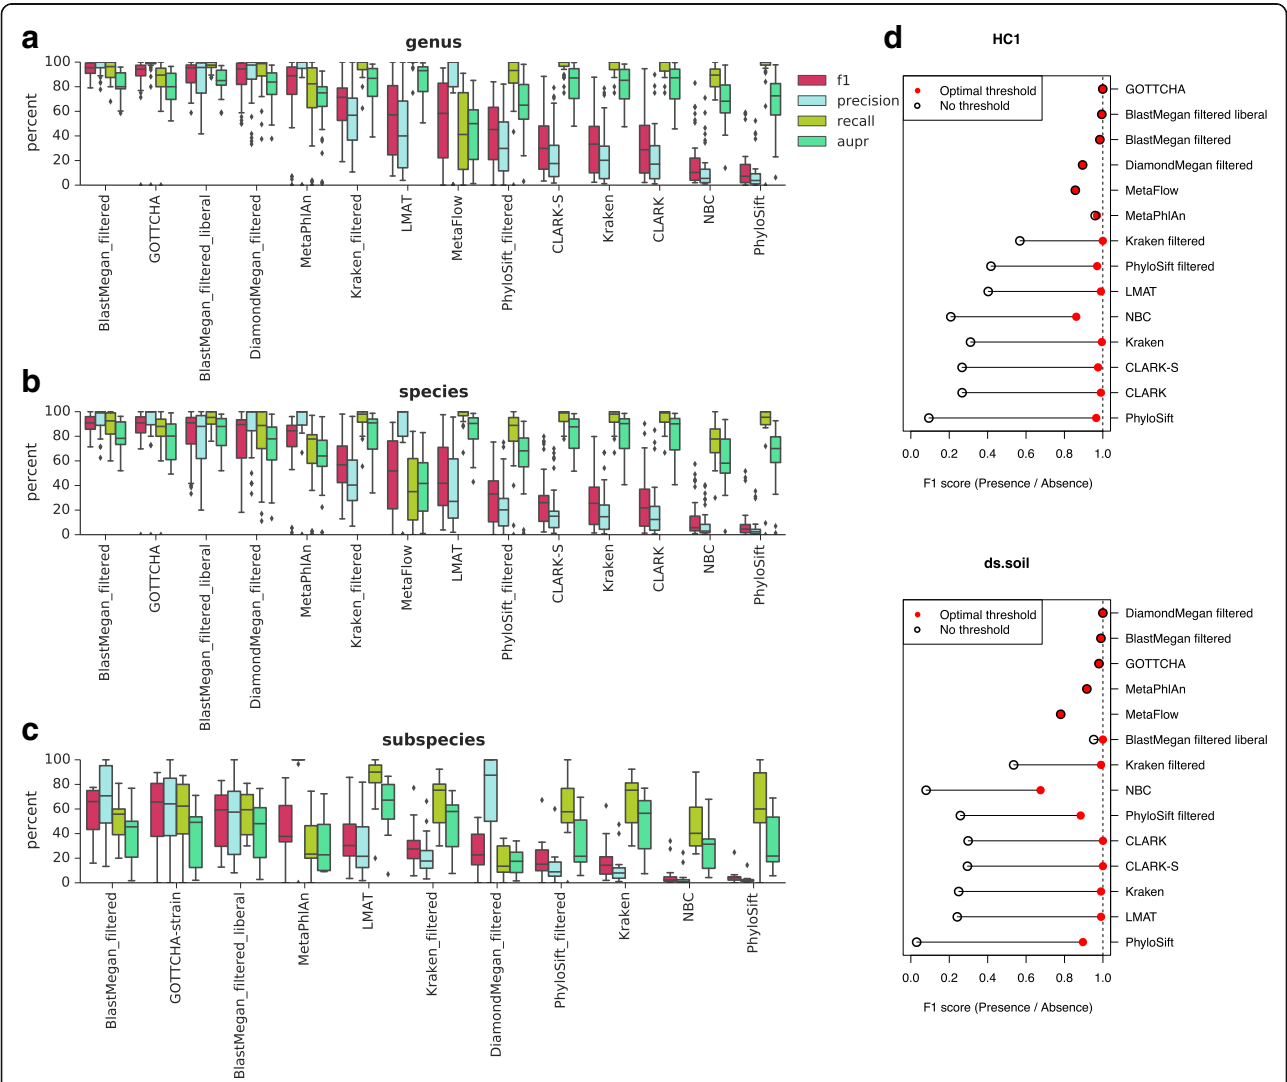 a
genus
percent
100
80
60
40
20
0
BlastMegan_filtered
GOTTCHA
BlastMegan_filtered_liberal
DiamondMegan_filtered
MetaPhlAn
Kraken_filtered
LMAT
MetaFlow
PhyloSift_filtered
CLARK-S
Kraken
CLARK
NBC
PhyloSift
f1
precision
recall
aupr
b
species
percent
100
80
60
40
20
0
BlastMegan_filtered
GOTTCHA
BlastMegan_filtered_liberal
DiamondMegan_filtered
MetaPhlAn
Kraken_filtered
MetaFlow
LMAT
PhyloSift_filtered
CLARK-S
Kraken
CLARK
NBC
PhyloSift
c
subspecies
percent
100
80
60
40
20
0
BlastMegan_filtered
GOTTCHA-strain
BlastMegan_filtered_liberal
MetaPhlAn
LMAT
Kraken_filtered
DiamondMegan_filtered
PhyloSift_filtered
Kraken
NBC
PhyloSift
d
HC1
Optimal threshold
No threshold
GOTTCHA
BlastMegan filtered liberal
BlastMegan filtered
DiamondMegan filtered
MetaFlow
MetaPhlAn
Kraken filtered
PhyloSift filtered
LMAT
NBC
Kraken
CLARK-S
CLARK
PhyloSift
0.0 0.2 0.4 0.6 0.8 1.0
F1 score (Presence / Absence)
ds.soil
Optimal threshold
No threshold
DiamondMegan filtered
BlastMegan filtered
GOTTCHA
MetaPhlAn
MetaFlow
BlastMegan filtered liberal
Kraken filtered
NBC
PhyloSift filtered
CLARK
CLARK-S
Kraken
LMAT
PhyloSift
0.0 0.2 0.4 0.6 0.8 1.0
F1 score (Presence / Absence)